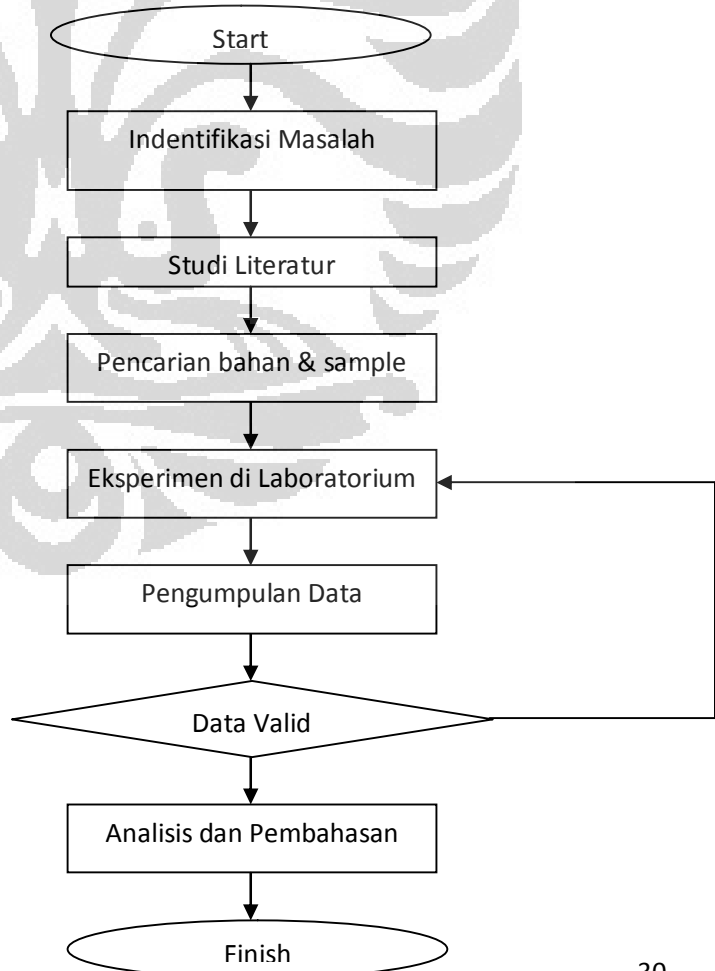 Start
Indentifikasi Masalah
Studi Literatur
Pencarian bahan & sample
Eksperimen di Laboratorium
Pengumpulan Data
Data Valid
Analisis dan Pembahasan
Finish